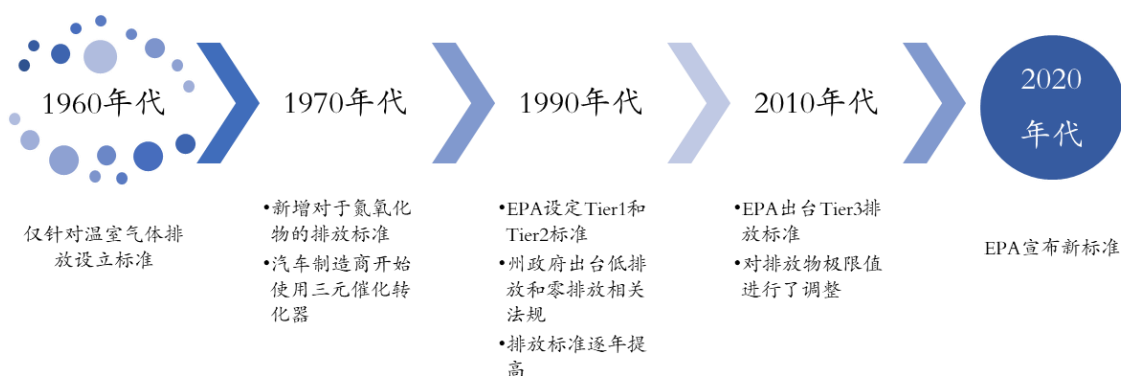 1960年代
仅针对温室气体排
放设立标准
1970年代
•新增对于氮氧化
物的排放标准
•汽车制造商开始
使用三元催化转
化器
1990年代
•EPA设定Tier1和
Tier2标准
•州政府出台低排
放和零排放相关
法规
•排放标准逐年提
高
2010年代
•EPA出台Tier3排
放标准
•对排放物极限值
进行了调整
2020
年代
EPA宣布新标准